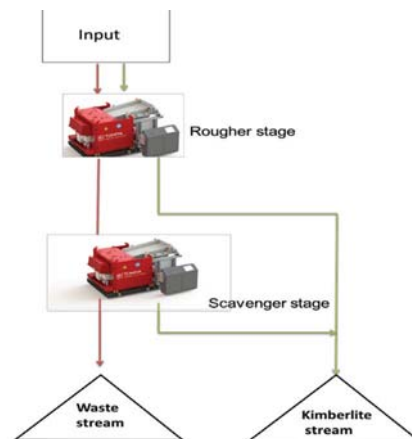 Input
Rougher stage
Scavenger stage
Waste
stream
Kimberlite
stream